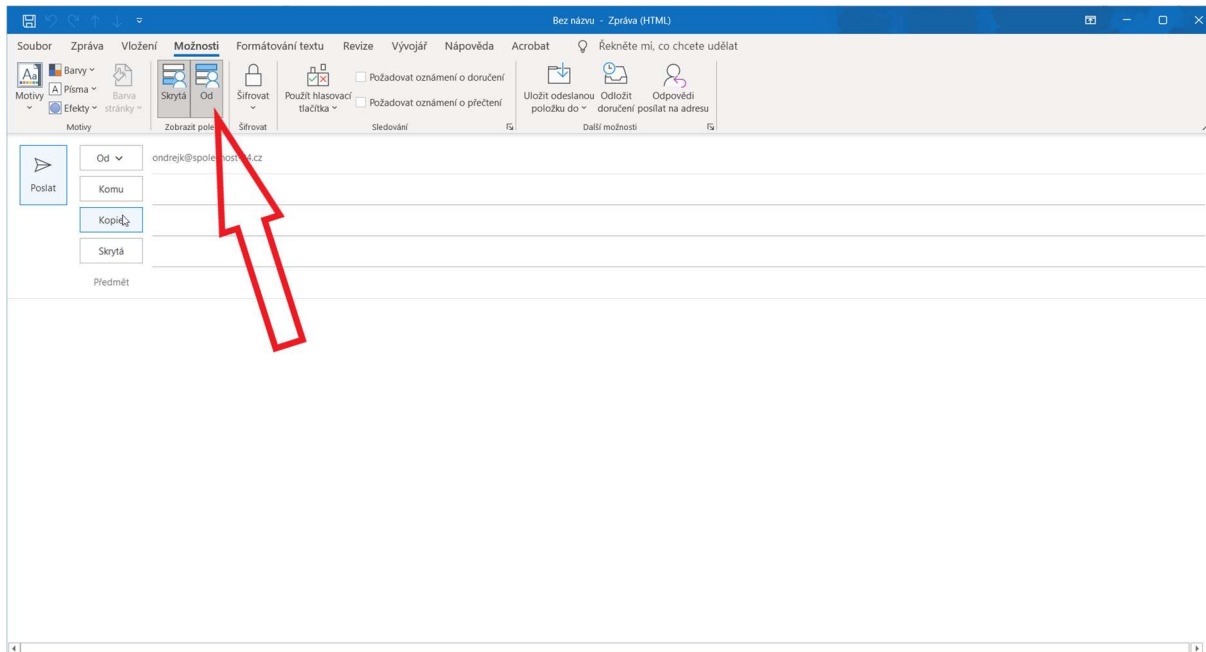 Bez názvu - Zpráva (HTML)
Soubor Zpráva Vložení Možnosti Formátování textu Revize Vývojář Nápověda Acrobat Řekněte mi, co chcete udělat
Aa
Motivy
Barvy
A Písma
Efekty
Barva
stránky
Skrytá
Od
Šifrovat
Použít hlasovací
tlačítka
Požadovat oznámení o doručení
Požadovat oznámení o přečtení
Uložit odeslanou
položku do
Odložit
doručení
Odpovědi
posílat na adresu
Motivy Zobrazit pole Šifrovat Sledování Další možnosti
Poslat
Od
Komu
Kopie
Skrytá
Předmět